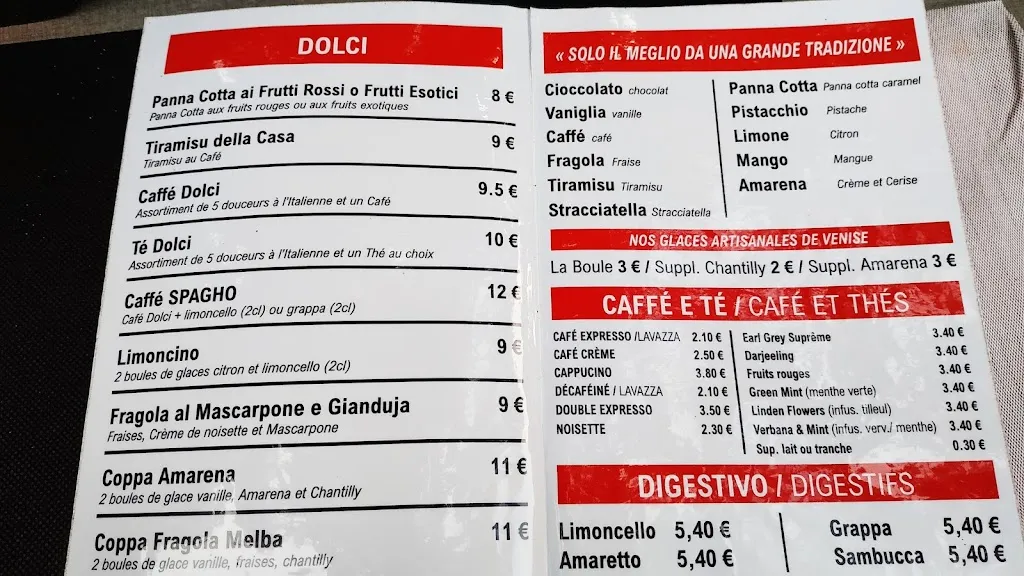 DOLCI
Panna Cotta ai Frutti Rossi o Frutti Esotici 8 €
Panna Cotta aux fruits rouges ou aux fruits exotiques
Tiramisu della Casa 9 €
Tiramisu au Café
Caffé Dolci 9.5 €
Assortiment de 5 douceurs à l'Italienne et un Café
Té Dolci 10 €
Assortiment de 5 douceurs à l'Italienne et un Thé au choix
Caffé SPAGHO 12 €
Café Dolci + limoncello (2cl) ou grappa (2cl)
Limoncino 9 €
2 boules de glaces citron et limoncello (2cl)
Fragola al Mascarpone e Gianduja 9 €
Fraises, Crème de noisette et Mascarpone
Coppa Amarena 11 €
2 boules de glace vanille, Amarena et Chantilly
Coppa Fragola Melba 11 €
2 boules de glace vanille, fraises, chantilly
« SOLO IL MEGLIO DA UNA GRANDE TRADIZIONE »
Cioccolato chocolat
Vaniglia vanille
Caffé café
Fragola Fraise
Tiramisu Tiramisu
Stracciatella Stracciatella
Panna Cotta Panna cotta caramel
Pistacchio Pistache
Limone Citron
Mango Mangue
Amarena Crème et Cerise
NOS GLACES ARTISANALES DE VENISE
La Boule 3 € / Suppl. Chantilly 2 € / Suppl. Amarena 3 €
CAFFÉ E TÉ / CAFÉ ET THÉS
CAFÉ EXPRESSO /LAVAZZA 2.10 €
CAFÉ CRÈME 2.50 €
CAPPUCINO 3.80 €
DÉCAFÉINÉ / LAVAZZA 2.10 €
DOUBLE EXPRESSO 3.50 €
NOISETTE 2.30 €
Earl Grey Suprème 3.40 €
Darjeeling 3.40 €
Fruits rouges 3.40 €
Green Mint (menthe verte) 3.40 €
Linden Flowers (infus. tilleul) 3.40 €
Verbana & Mint (infus. verv./ menthe) 3.40 €
Sup. lait ou tranche 0.30 €
DIGESTIVO / DIGESTIFS
Limoncello 5,40 €
Amaretto 5,40 €
Grappa 5,40 €
Sambucca 5,40 €